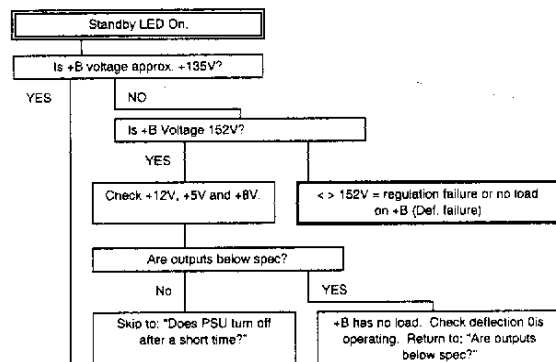 Standby LED On.
Is +B voltage approx. +135V?
YES
NO
Is +B Voltage 152V?
YES
Check +12V, +5V and +8V.
< > 152V = regulation failure or no load
on +B (Def. failure)
Are outputs below spec?
No
YES
Skip to: "Does PSU turn off
after a short time?"
+B has no load. Check deflection 0is
operating. Return to; "Are outputs
below spec?"